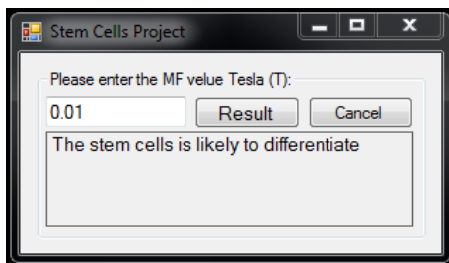 Stem Cells Project
Please enter the MF velue Tesla (T):
0.01 Result Cancel
The stem cells is likely to differentiate